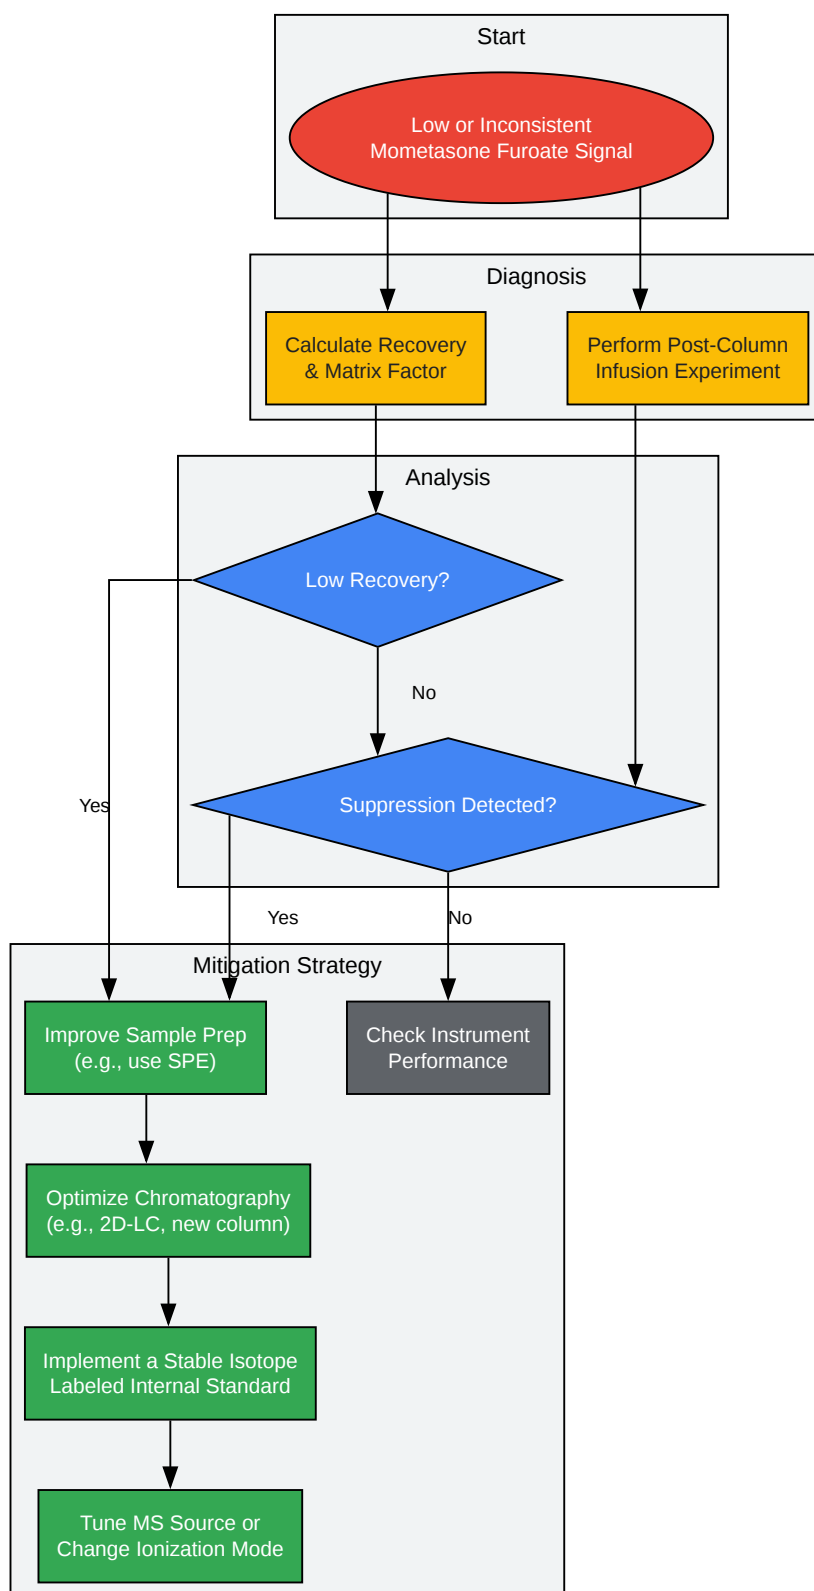 Start
Low or Inconsistent
Mometasone Furoate Signal
Diagnosis
Calculate Recovery
& Matrix Factor
Perform Post-Column
Infusion Experiment
Analysis
Low Recovery?
No
Suppression Detected?
Yes
Yes
No
Mitigation Strategy
Improve Sample Prep
(e.g., use SPE)
Check Instrument
Performance
Optimize Chromatography
(e.g., 2D-LC, new column)
Implement a Stable Isotope
Labeled Internal Standard
Tune MS Source or
Change Ionization Mode